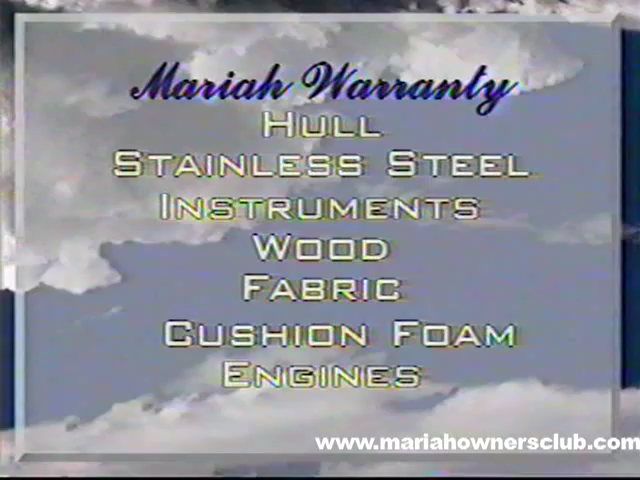 Mariah Warranty
HULL
STAINLESS STEEL
INSTRUMENTS
WOOD
FABRIC
CUSHION FOAM
ENGINES
www.mariahownersclub.com